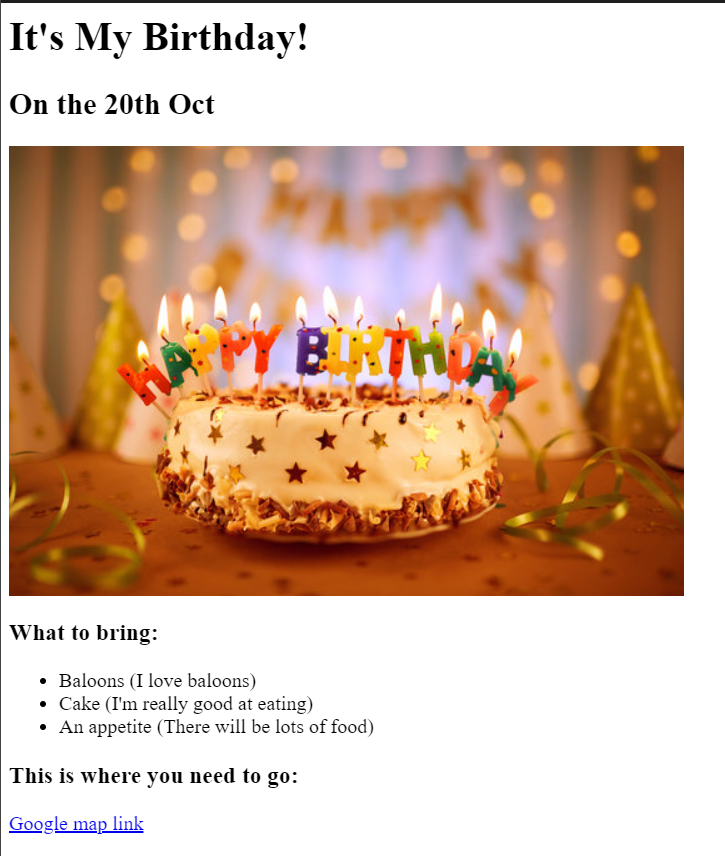 It's My Birthday!
On the 20th Oct
HAPPY
HAPPY BIRTHDAY
What to bring:
Baloons (I love baloons)
Cake (I'm really good at eating)
An appetite (There will be lots of food)
This is where you need to go:
Google map link